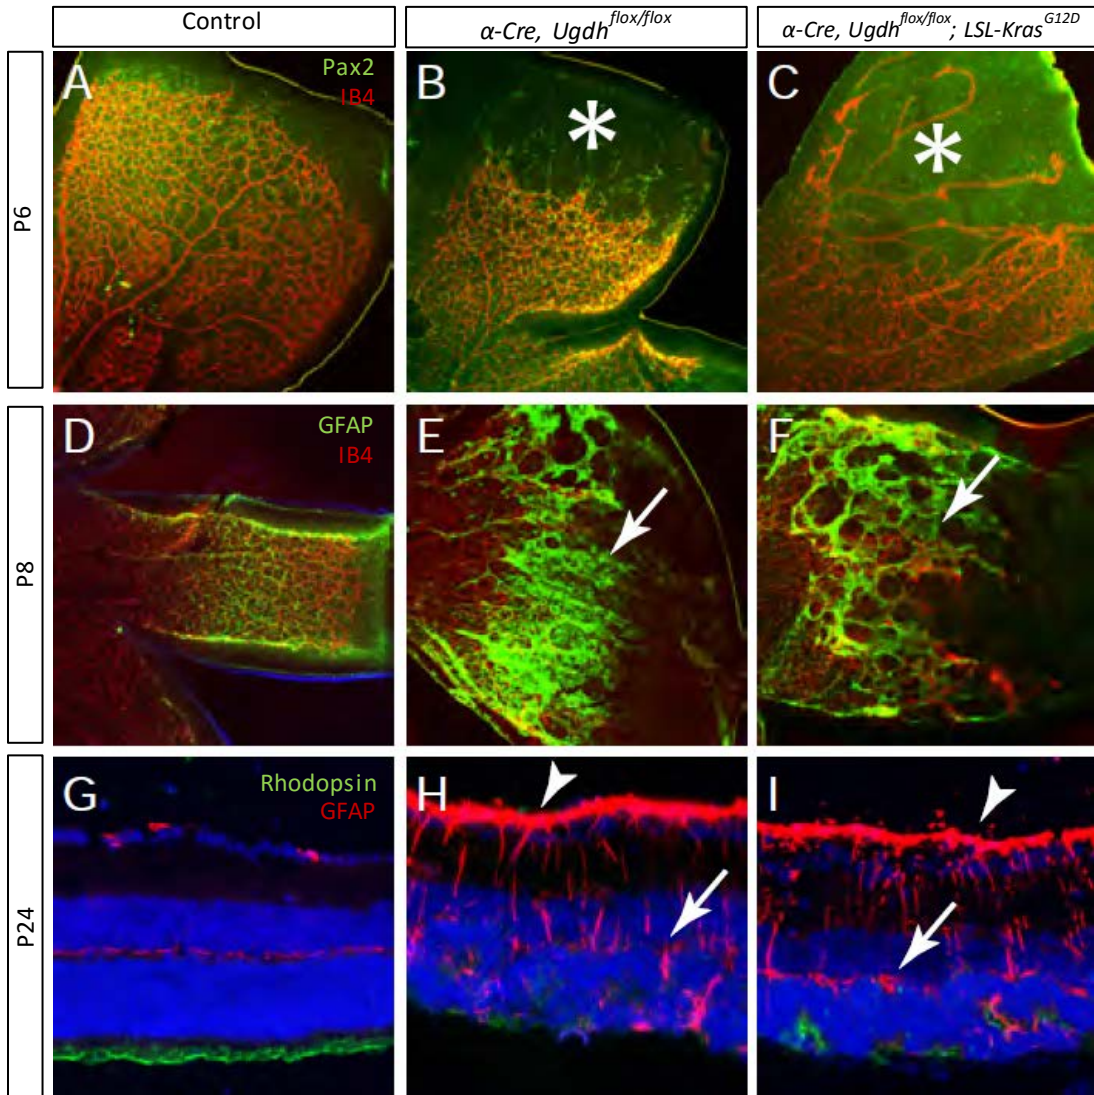 Control
α-Cre, Ugdh^flox/flox
α-Cre, Ugdh^flox/flox; LSL-Kras^G12D
P6
A
Pax2
IB4
B
*
C
*
P8
D
GFAP
IB4
E
F
P24
G
Rhodopsin
GFAP
H
I